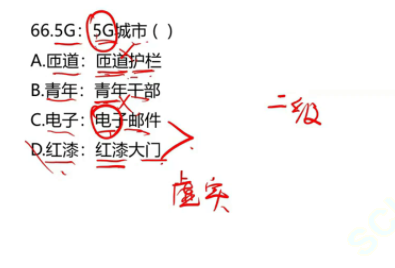 66.5G：5G城市（ ）
A.匝道：匝道护栏
B.青年：青年干部
C.电子：电子邮件
D.红漆：红漆大门
二级
虚实